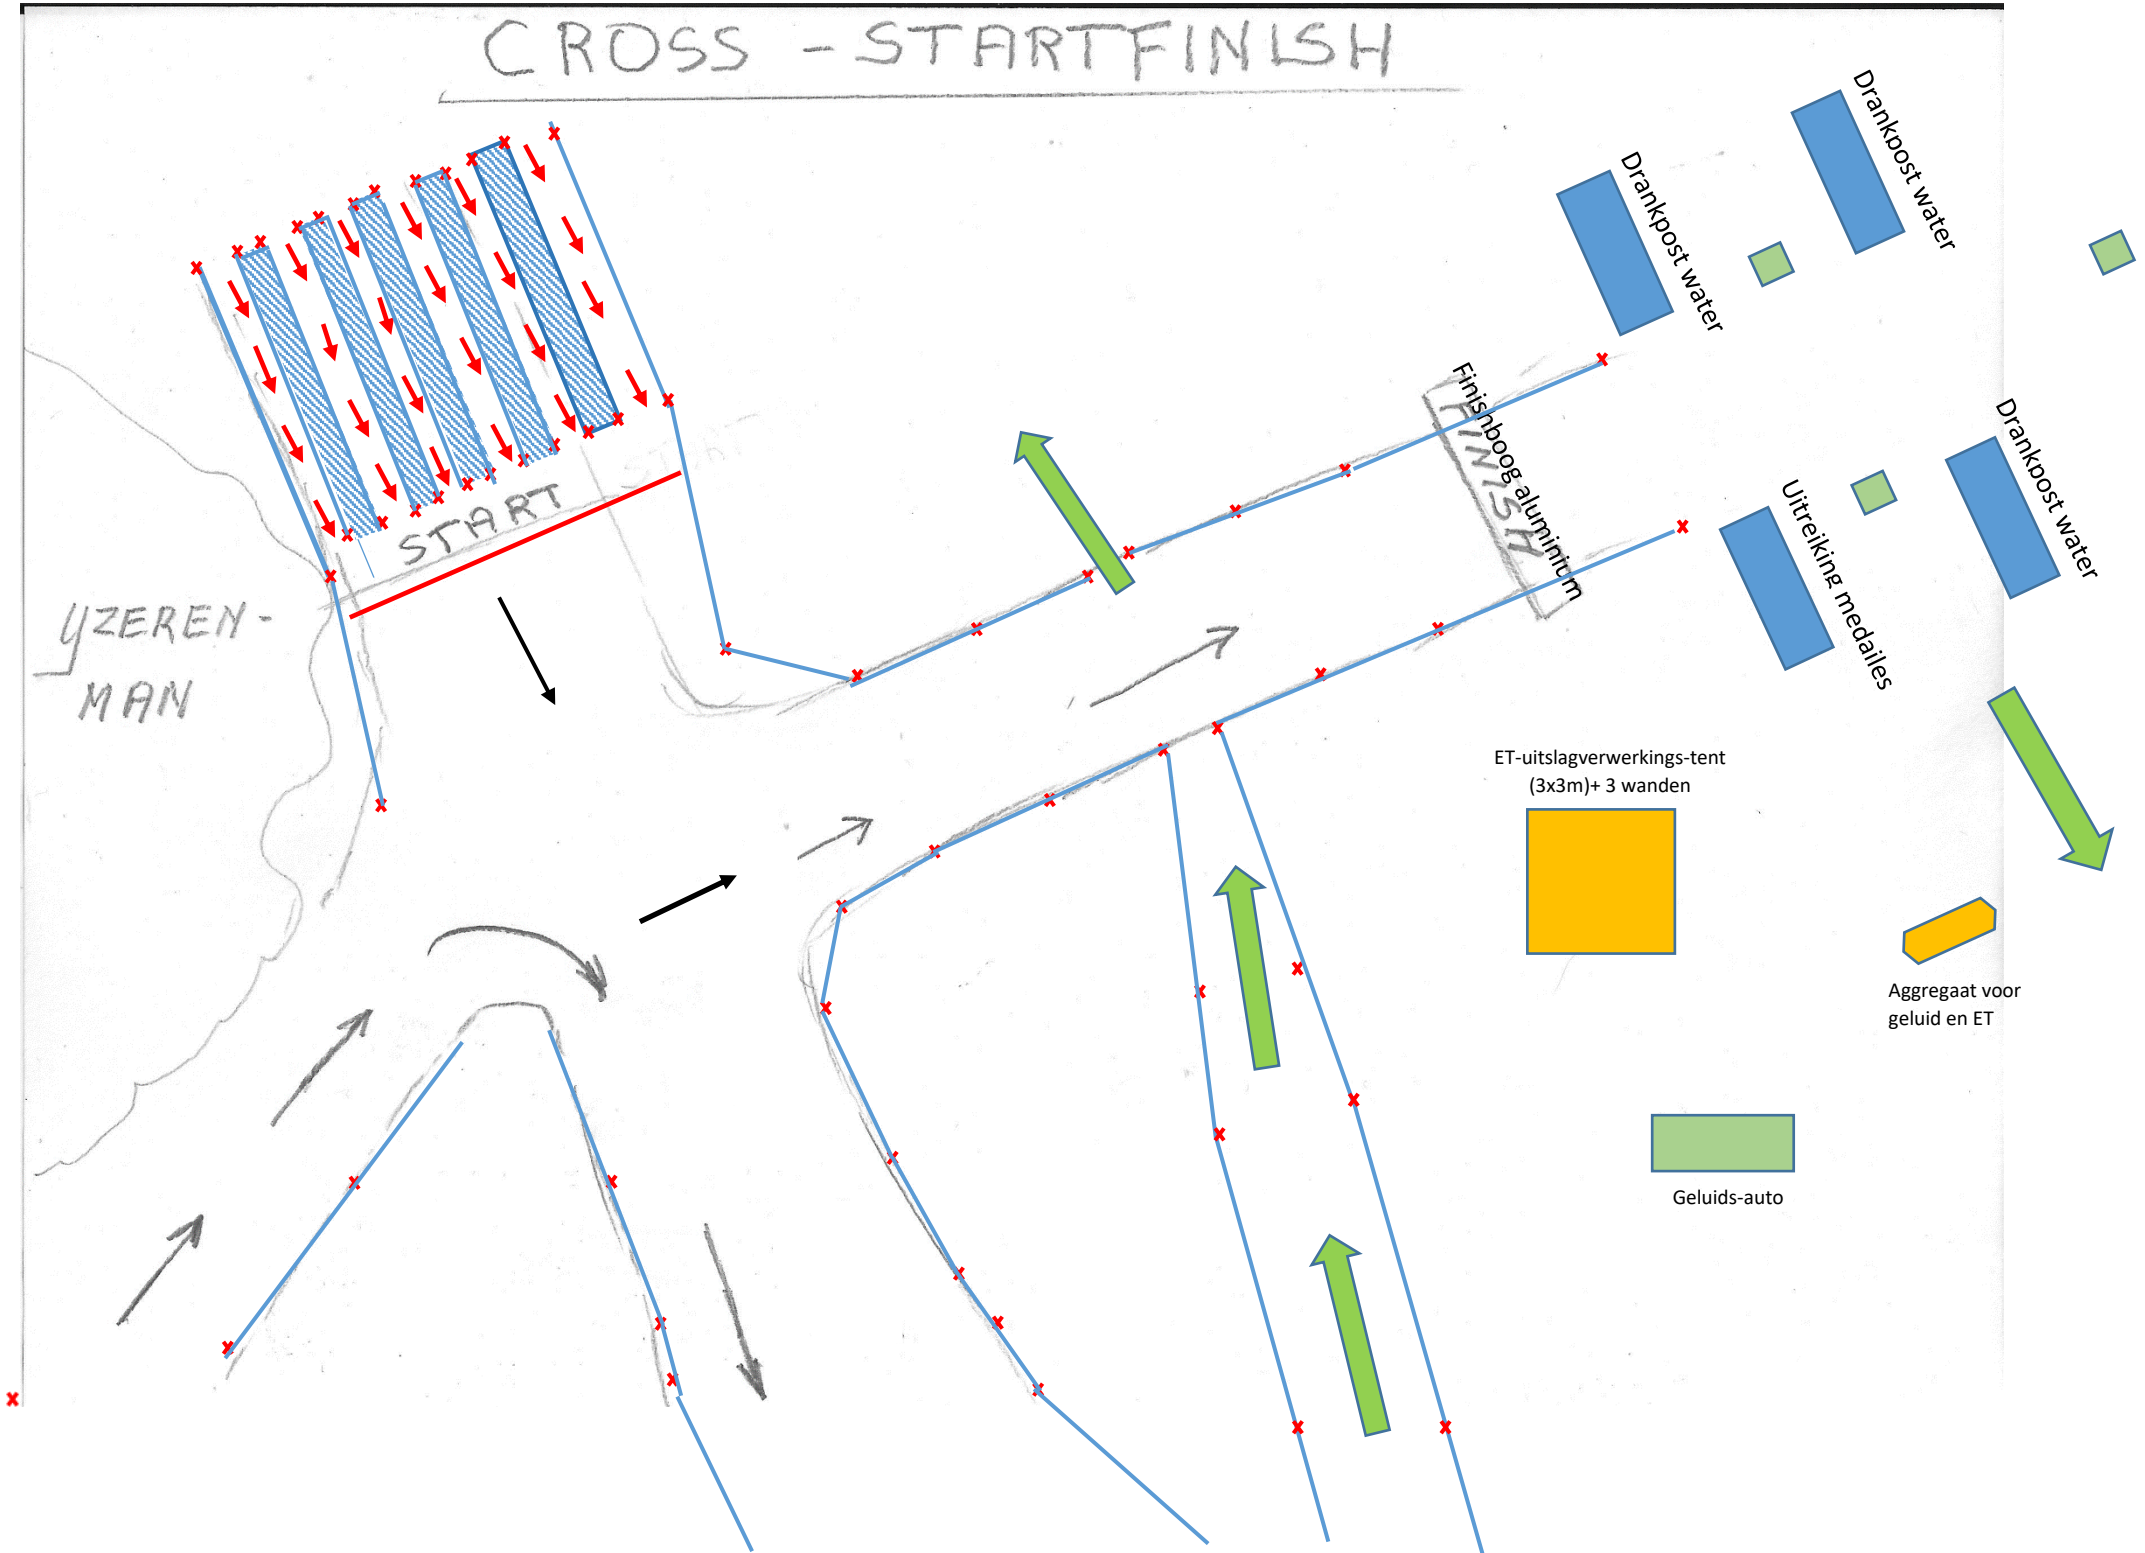 CROSS - STARTFINISH
Drankpost water
Drankpost water
START
START
Finishboog aluminium
FINISH
Drankpost water
Uitreiking medailes
YZEREN-
MAN
ET-uitslagverwerkings-tent
(3x3m)+ 3 wanden
Aggregaat voor
geluid en ET
Geluids-auto